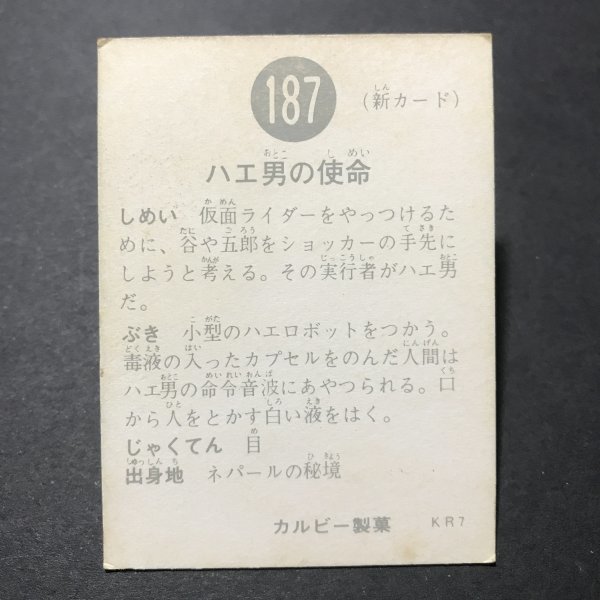 187
(新カード)
ハエ男の使命
しめい 仮面ライダーをやっつけるた
めに、谷や五郎をショッカーの手先に
しようと考える。その実行者がハエ男
だ。
ぶき 小型のハエロボットをつかう。
毒液の入ったカプセルをのんだ人間は
ハエ男の命令音波にあやつられる。口
から人をとかす白い液をはく。
じゃくてん 目
出身地 ネパールの秘境
カルビー製菓 KR7